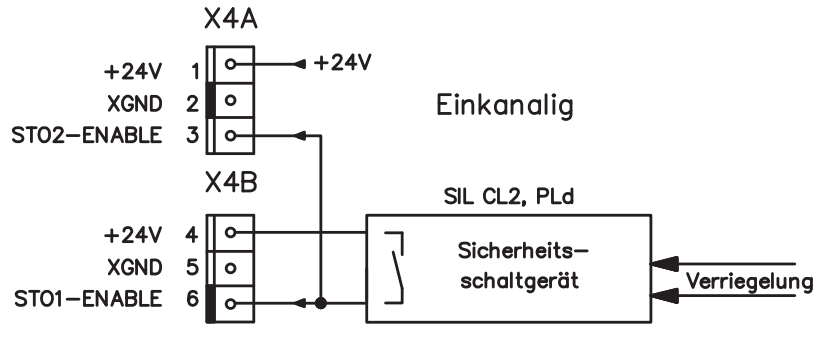 X4A
+24V 1 +24V
XGND 2
STO2-ENABLE 3
Einkanalig
X4B
SIL CL2, PLd
+24V 4
XGND 5
STO1-ENABLE 6
Sicherheits-
schaltgerät
Verriegelung